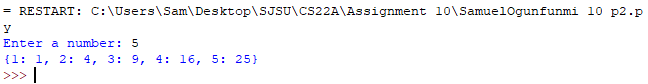 = RESTART: C:\Users\Sam\Desktop\SJSU\CS22A\Assignment 10\SamuelOgunfunmi 10 p2.p
y
Enter a number: 5
{1: 1, 2: 4, 3: 9, 4: 16, 5: 25}
>>>